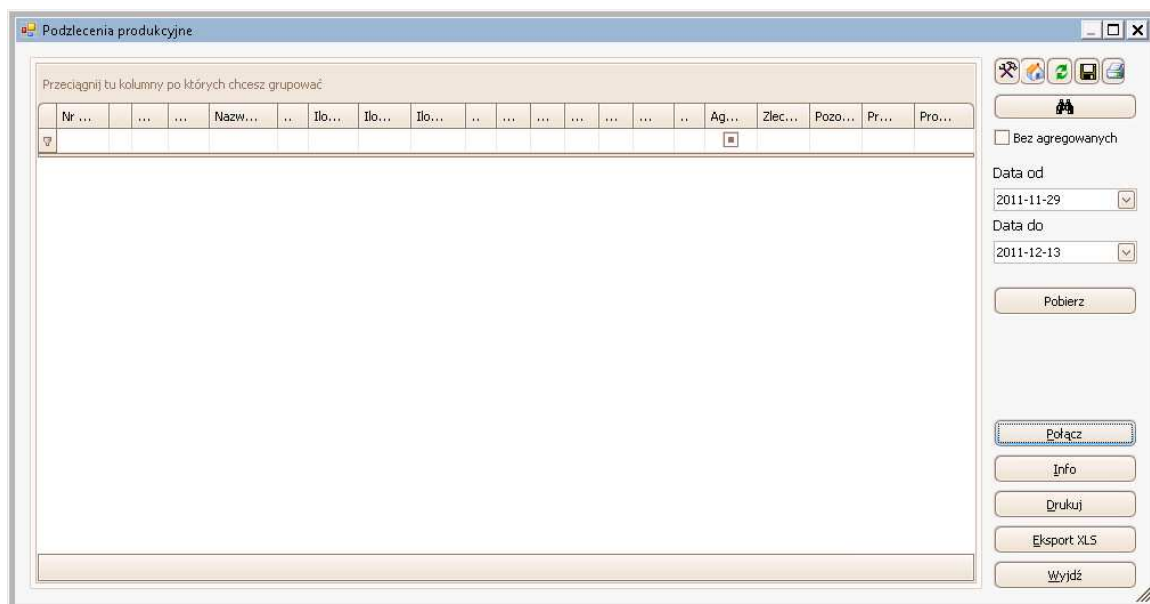 Podzlecenia produkcyjne
Przeciągnij tu kolumny po których chcesz grupować
Nr ... ... ... Nazw... .. Ilo... Ilo... Ilo... .. ... ... ... ... ... .. Ag... Zlec... Pozo... Pr... Pro...
Bez agregowanych
Data od
2011-11-29
Data do
2011-12-13
Pobierz
Połącz
Info
Drukuj
Eksport XLS
Wyjdź